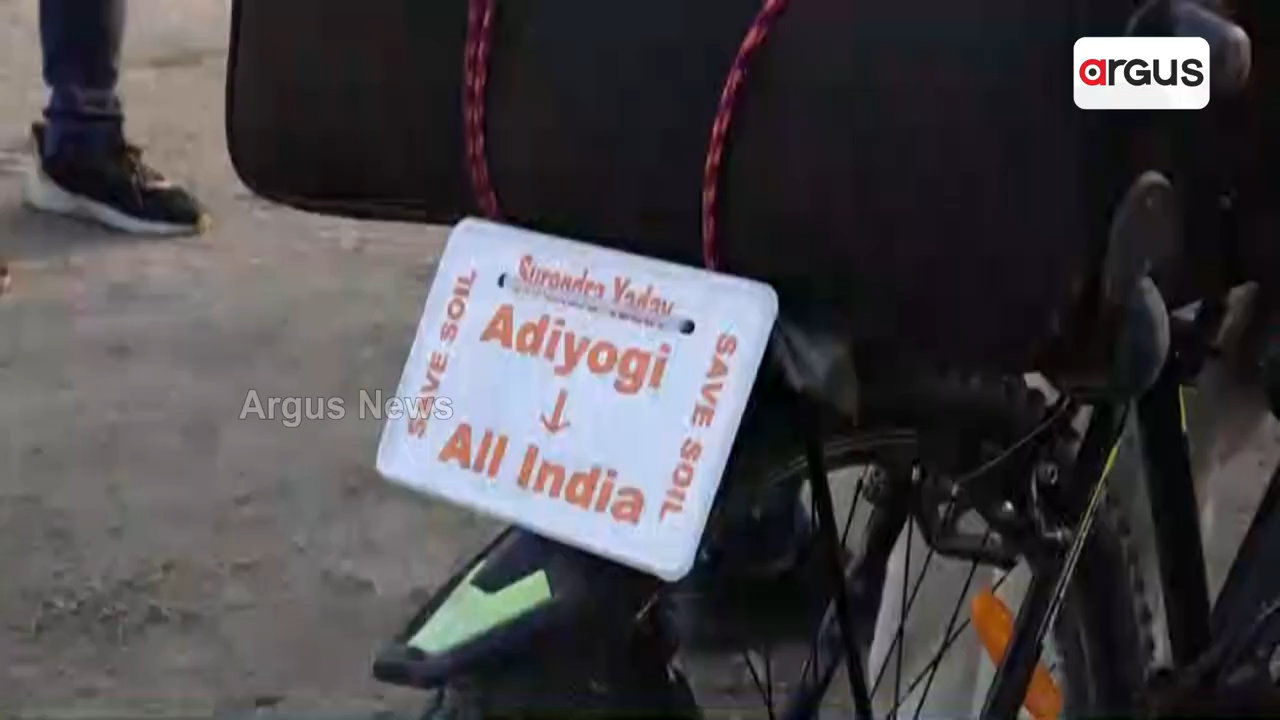 argus
Surendra Yadav
Adiyogi
↓
All India
SAVE SOIL
SAVE SOIL
Argus News